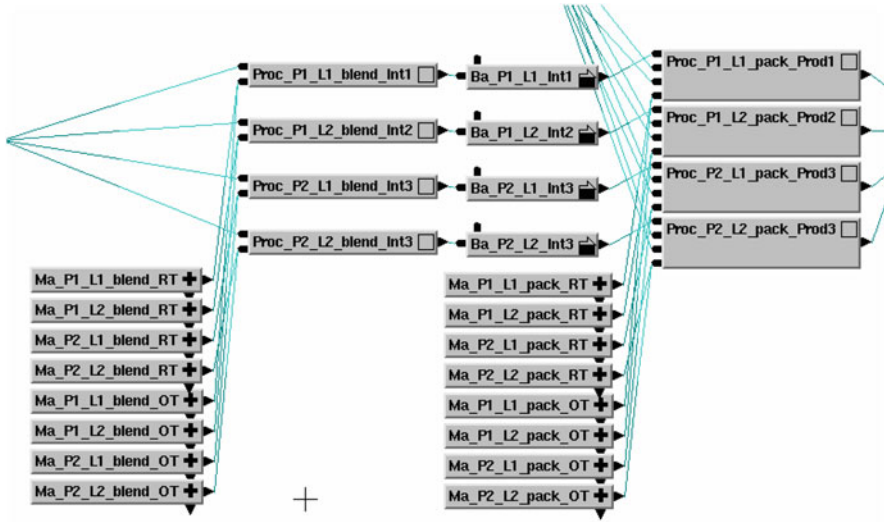 Proc_P1_L1_blend_Int1
Ba_P1_L1_Int1
Proc_P1_L1_pack_Prod1
Proc_P1_L2_blend_Int2
Ba_P1_L2_Int2
Proc_P1_L2_pack_Prod2
Proc_P2_L1_blend_Int3
Ba_P2_L1_Int3
Proc_P2_L1_pack_Prod3
Proc_P2_L2_blend_Int3
Ba_P2_L2_Int3
Proc_P2_L2_pack_Prod3
Ma_P1_L1_blend_RT
Ma_P1_L2_blend_RT
Ma_P2_L1_blend_RT
Ma_P2_L2_blend_RT
Ma_P1_L1_blend_OT
Ma_P1_L2_blend_OT
Ma_P2_L1_blend_OT
Ma_P2_L2_blend_OT
Ma_P1_L1_pack_RT
Ma_P1_L2_pack_RT
Ma_P2_L1_pack_RT
Ma_P2_L2_pack_RT
Ma_P1_L1_pack_OT
Ma_P1_L2_pack_OT
Ma_P2_L1_pack_OT
Ma_P2_L2_pack_OT